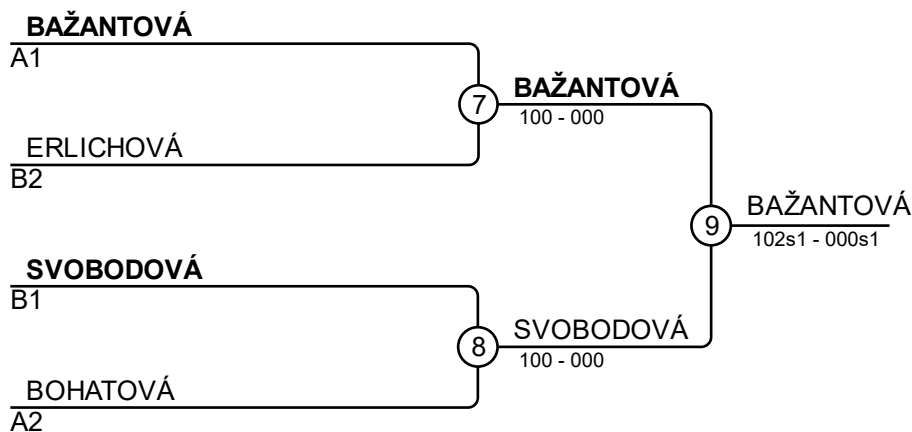 BAŽANTOVÁ
A1
7
BAŽANTOVÁ
100 - 000
ERLICHOVÁ
B2
9
BAŽANTOVÁ
102s1 - 000s1
SVOBODOVÁ
B1
8
SVOBODOVÁ
100 - 000
BOHATOVÁ
A2